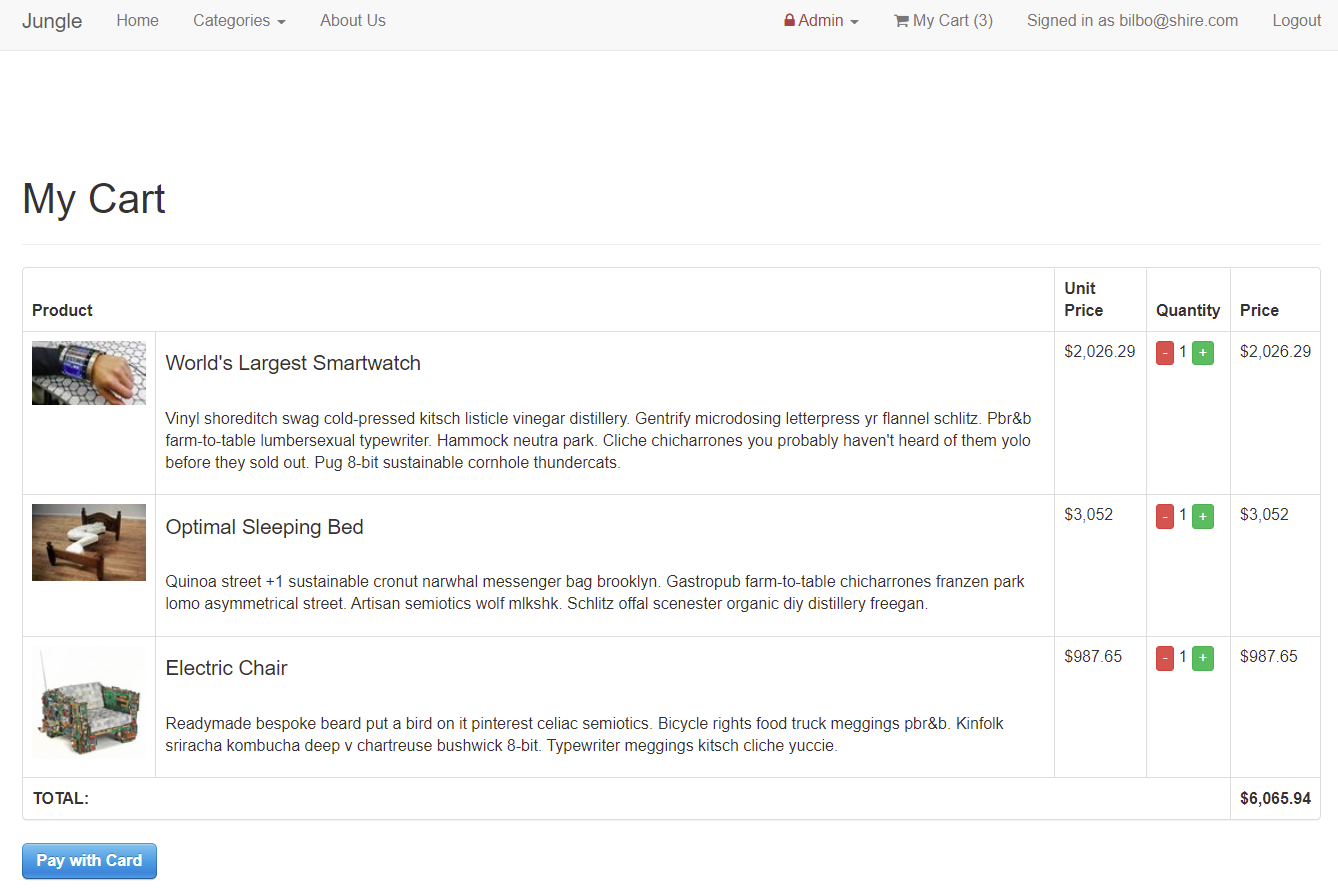 Jungle Home Categories About Us Admin My Cart (3) Signed in as bilbo@shire.com Logout
My Cart
Product Unit Price Quantity Price
World's Largest Smartwatch $2,026.29 - 1 + $2,026.29
Vinyl shoreditch swag cold-pressed kitsch listicle vinegar distillery. Gentrify microdosing letterpress yr flannel schlitz. Pbr&b
farm-to-table lumbersexual typewriter. Hammock neutra park. Cliche chicharrones you probably haven't heard of them yolo
before they sold out. Pug 8-bit sustainable cornhole thundercats.
Optimal Sleeping Bed $3,052 - 1 + $3,052
Quinoa street +1 sustainable cronut narwhal messenger bag brooklyn. Gastropub farm-to-table chicharrones franzen park
lomo asymmetrical street. Artisan semiotics wolf mlkshk. Schlitz offal scenester organic diy distillery freegan.
Electric Chair $987.65 - 1 + $987.65
Readymade bespoke beard put a bird on it pinterest celiac semiotics. Bicycle rights food truck meggings pbr&b. Kinfolk
sriracha kombucha deep v chartreuse bushwick 8-bit. Typewriter meggings kitsch cliche yuccie.
TOTAL: $6,065.94
Pay with Card